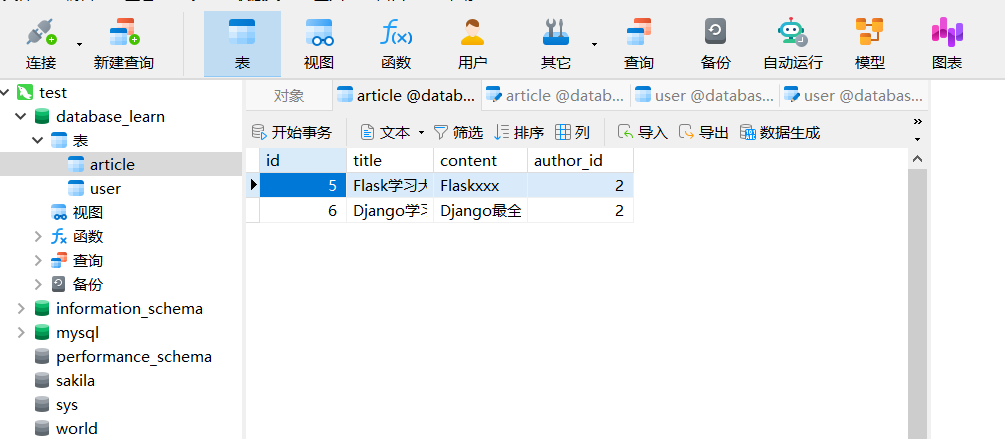 连接 新建查询 表 视图 函数 用户 其它 查询 备份 自动运行 模型 图表
test
database_learn
表
article
user
视图
函数
查询
备份
information_schema
mysql
performance_schema
sakila
sys
world
对象 article @datab... article @datab... user @databas... user @databas...
开始事务 文本 筛选 排序 列 导入 导出 数据生成
id title content author_id
5 Flask学习 Flaskxxx 2
6 Django学习 Django最全 2